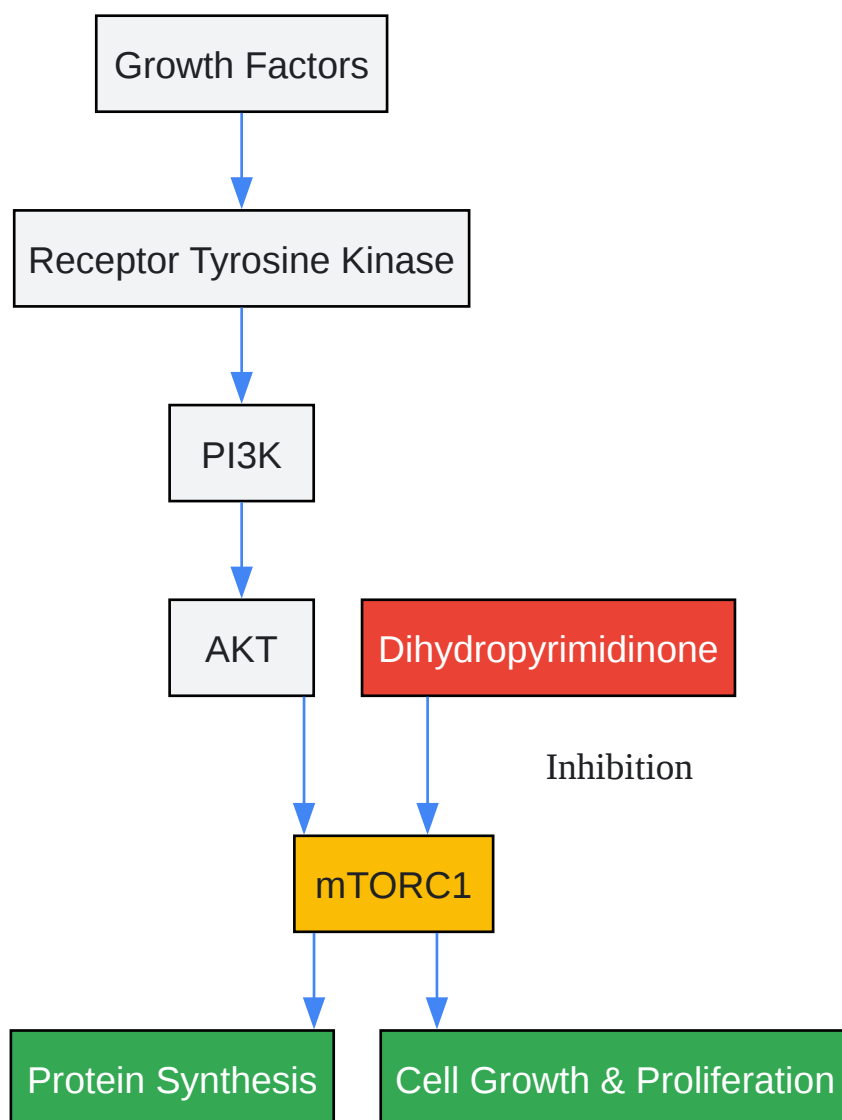 Growth Factors
Receptor Tyrosine Kinase
PI3K
AKT
Dihydropyrimidinone
Inhibition
mTORC1
Protein Synthesis
Cell Growth & Proliferation